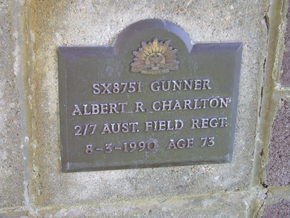 SX8751 GUNNER
ALBERT R. CHARLTON
2/7 AUST. FIELD REGT.
8-3-1990 AGE 73